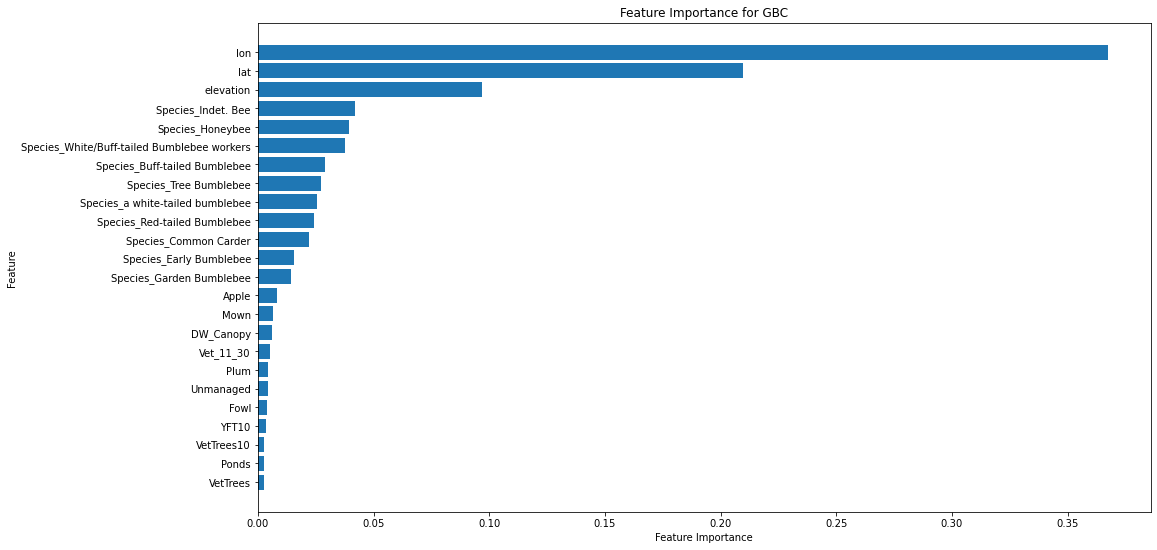 Feature Importance for GBC
Feature
lon
lat
elevation
Species_Indet. Bee
Species_Honeybee
Species_White/Buff-tailed Bumblebee workers
Species_Buff-tailed Bumblebee
Species_Tree Bumblebee
Species_a white-tailed bumblebee
Species_Red-tailed Bumblebee
Species_Common Carder
Species_Early Bumblebee
Species_Garden Bumblebee
Apple
Mown
DW_Canopy
Vet_11_30
Plum
Unmanaged
Fowl
YFT10
VetTrees10
Ponds
VetTrees
0.00 0.05 0.10 0.15 0.20 0.25 0.30 0.35
Feature Importance